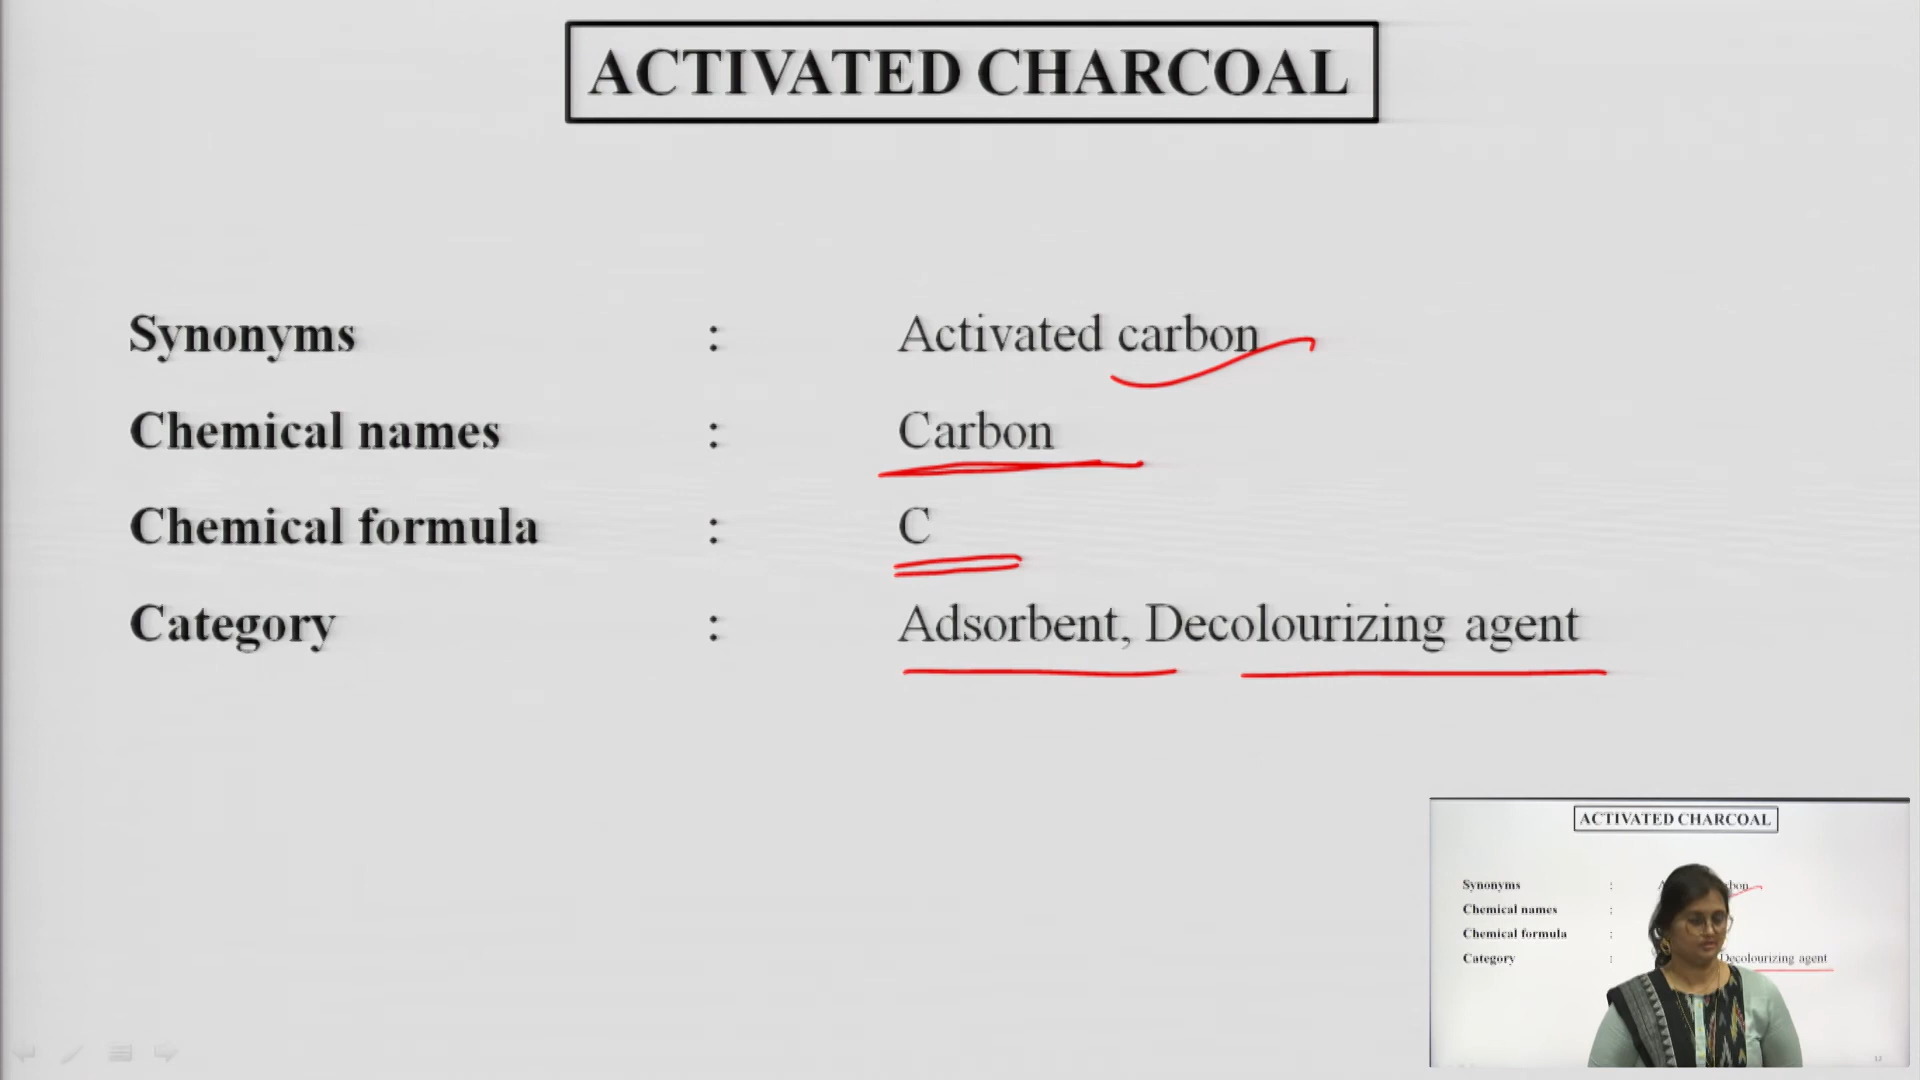 ACTIVATED CHARCOAL
Synonyms : Activated carbon
Chemical names : Carbon
Chemical formula : C
Category : Adsorbent, Decolourizing agent
ACTIVATED CHARCOAL
Synonyms :
Chemical names :
Chemical formula :
Category : Decolourizing agent